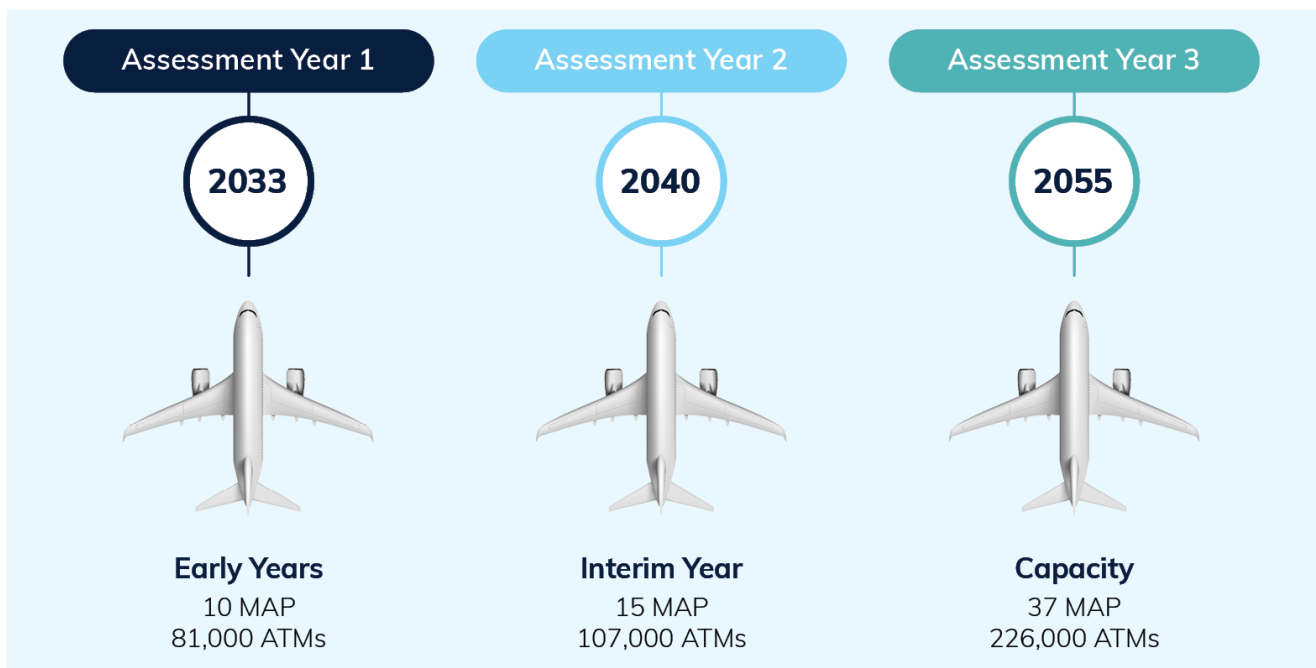 Assessment Year 1
2033
Early Years
10 MAP
81,000 ATMs
Assessment Year 2
2040
Interim Year
15 MAP
107,000 ATMs
Assessment Year 3
2055
Capacity
37 MAP
226,000 ATMs